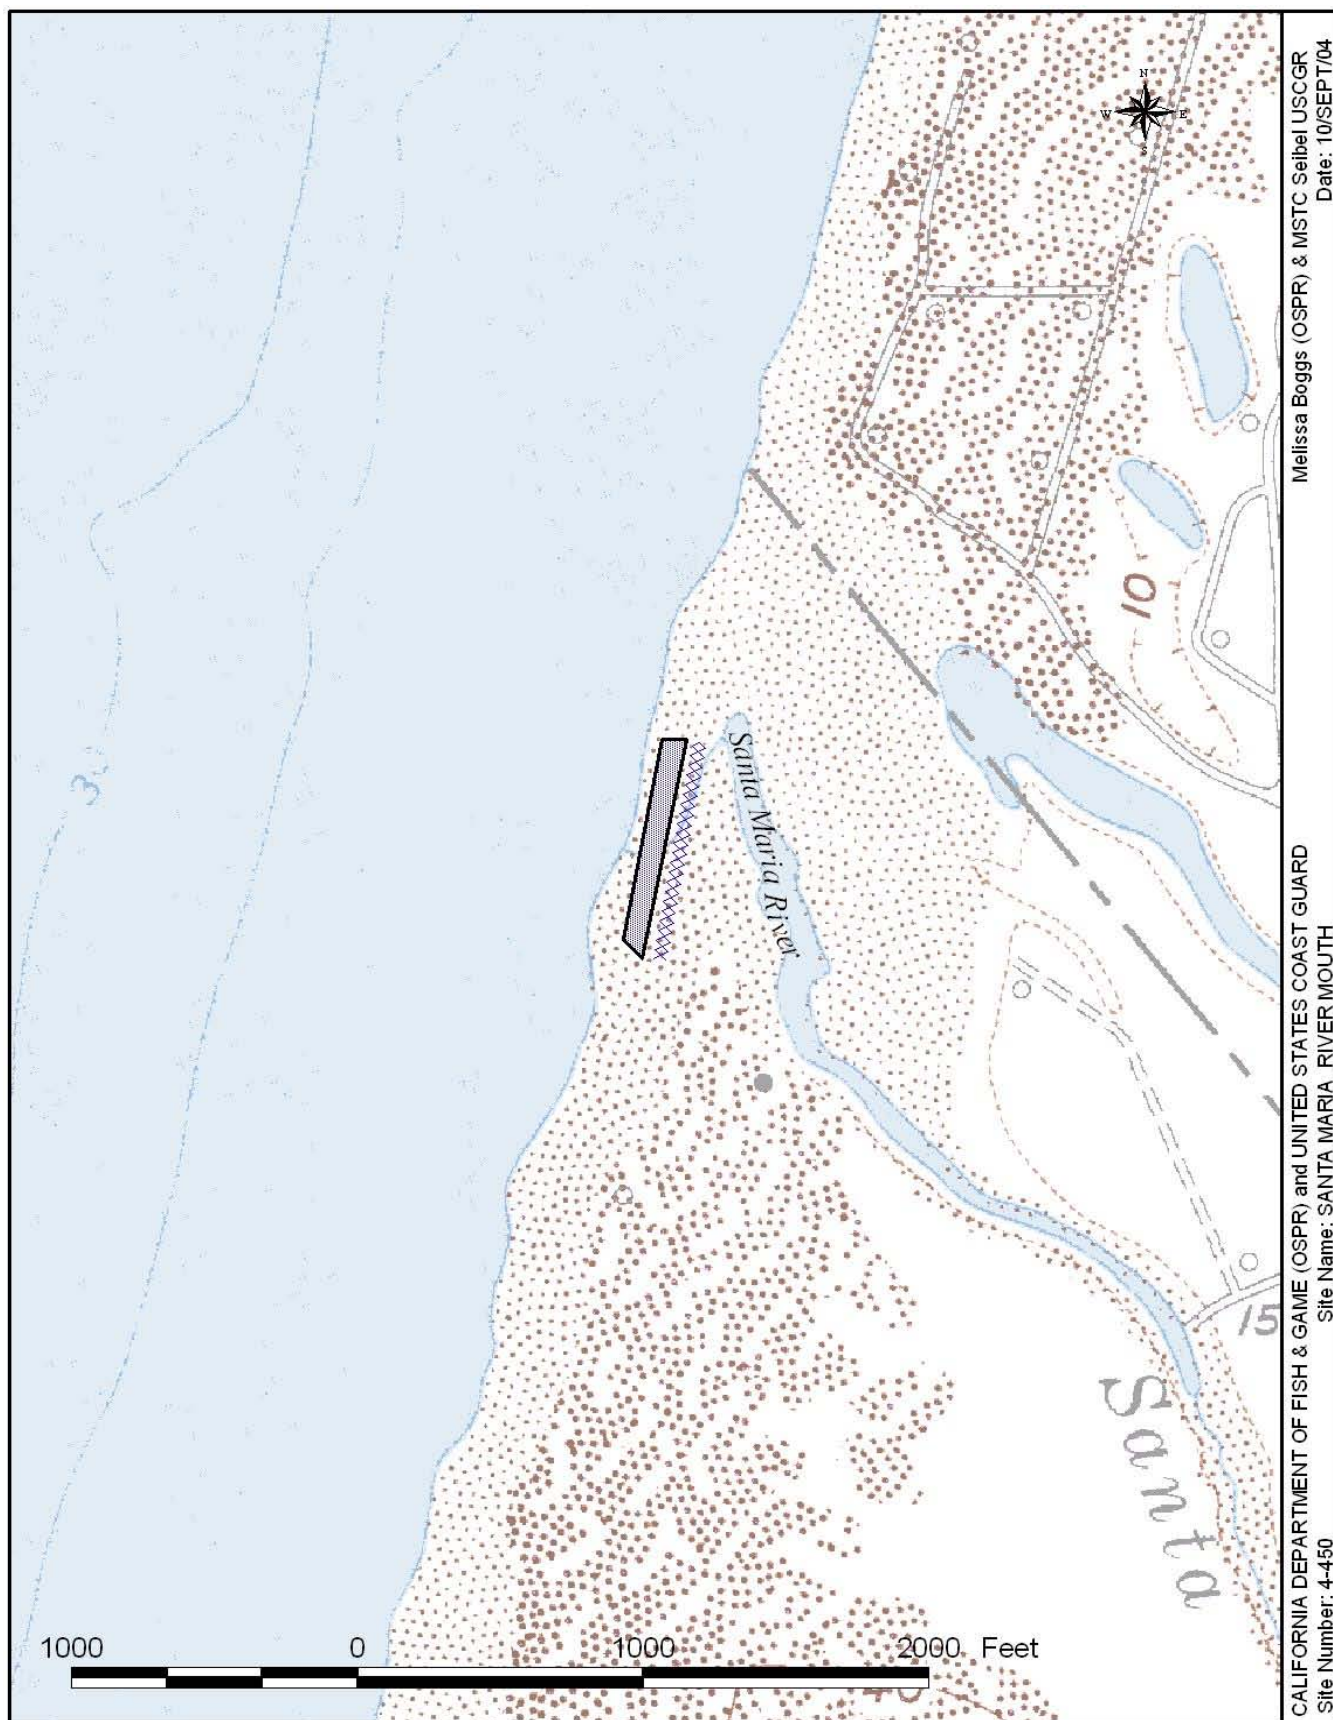 N
W E
S
3
10
Santa Maria River
15
Santa
1000 0 1000 2000 Feet
CALIFORNIA DEPARTMENT OF FISH & GAME (OSPR) and UNITED STATES COAST GUARD Melissa Boggs (OSPR) & MSTC Seibel USCGR
Site Number: 4-450 Site Name: SANTA MARIA RIVER MOUTH Date: 10/SEPT/04